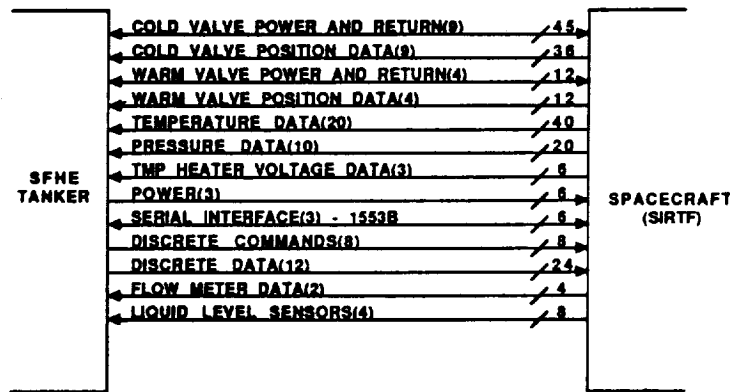 COLD VALVE POWER AND RETURN(9) 45
COLD VALVE POSITION DATA(9) 36
WARM VALVE POWER AND RETURN(4) 12
WARM VALVE POSITION DATA(4) 12
TEMPERATURE DATA(20) 40
PRESSURE DATA(10) 20
TMP HEATER VOLTAGE DATA(3) 6
SFHE
TANKER
POWER(3) 6
SPACECRAFT
(SIRTF)
SERIAL INTERFACE(3) - 1553B 6
DISCRETE COMMANDS(8) 8
DISCRETE DATA(12) 24
FLOW METER DATA(2) 4
LIQUID LEVEL SENSORS(4) 8